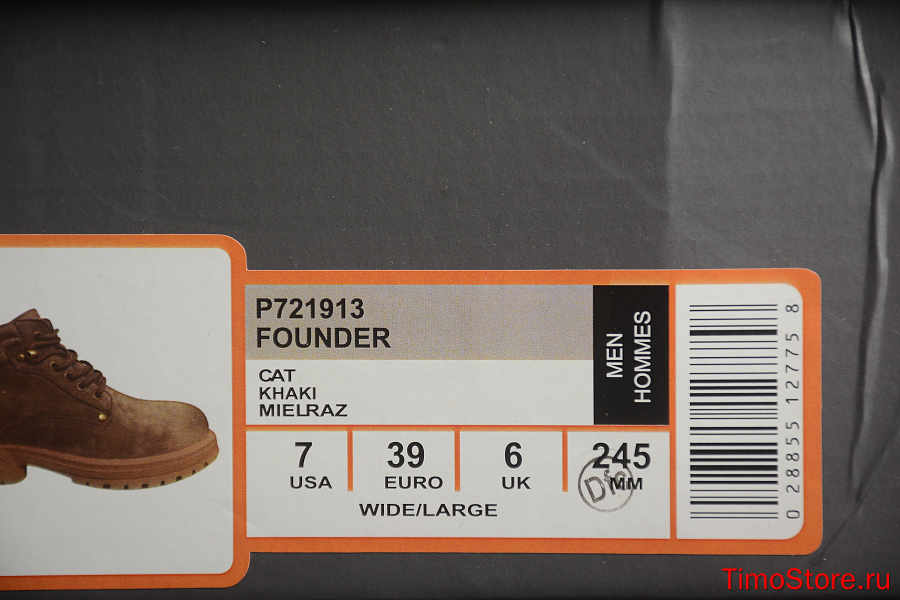 P721913
FOUNDER
CAT
KHAKI
MIELRAZ
MEN
HOMMES
7
USA
39
EURO
6
UK
245
MM
WIDE/LARGE
0 28855 12775 8
TimoStore.ru